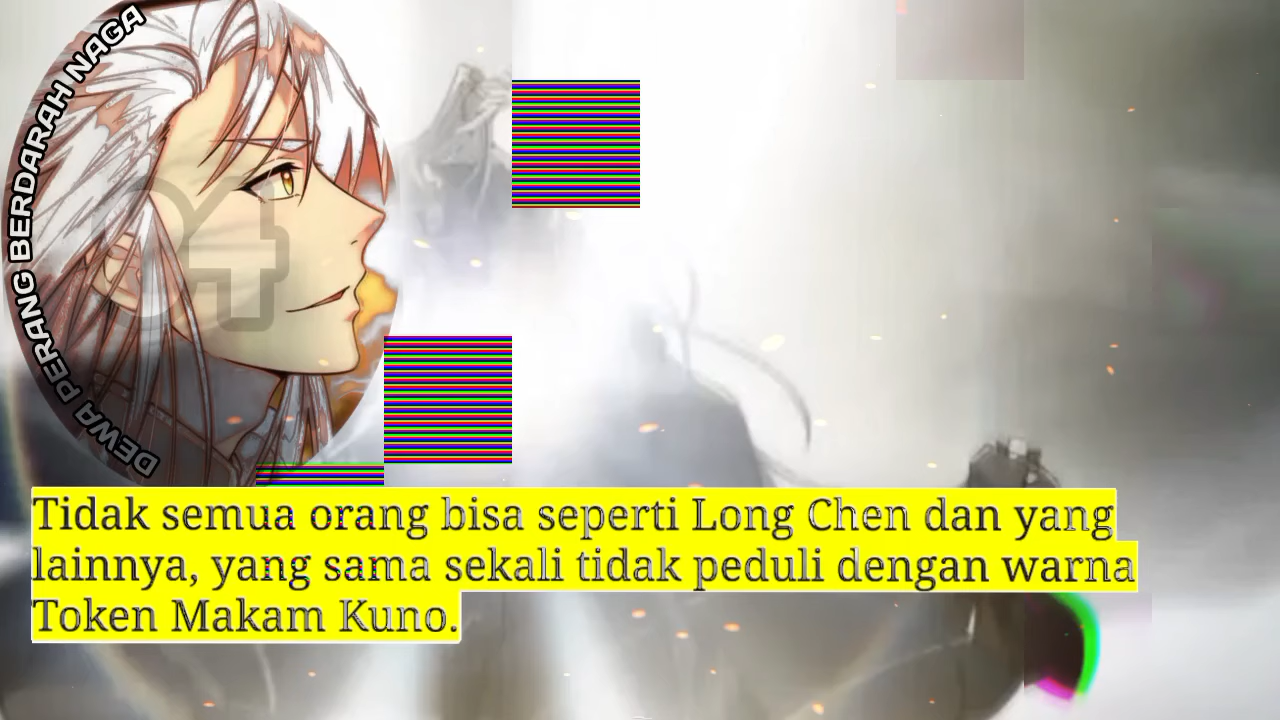 DEWA PERANG BERDARAH NAGA
Tidak semua orang bisa seperti Long Chen dan yang
lainnya, yang sama sekali tidak peduli dengan warna
Token Makam Kuno.